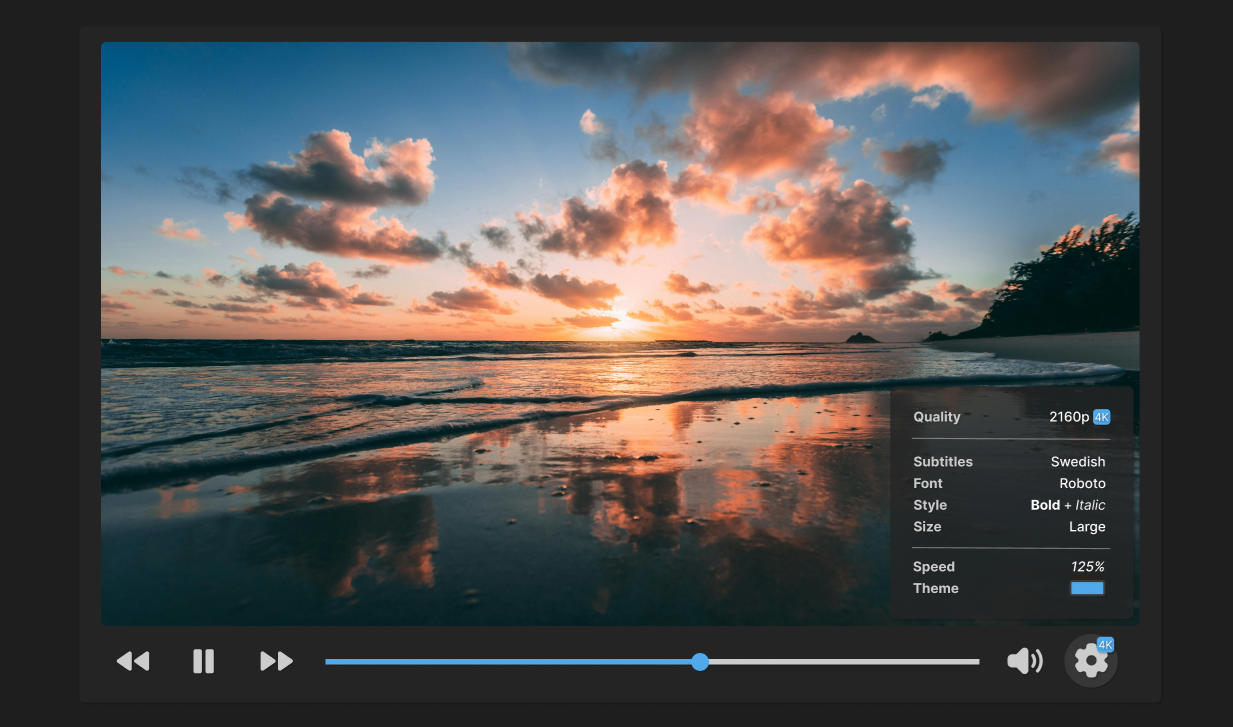 Quality 2160p 4K
Subtitles Swedish
Font Roboto
Style Bold + Italic
Size Large
Speed 125%
Theme
4K